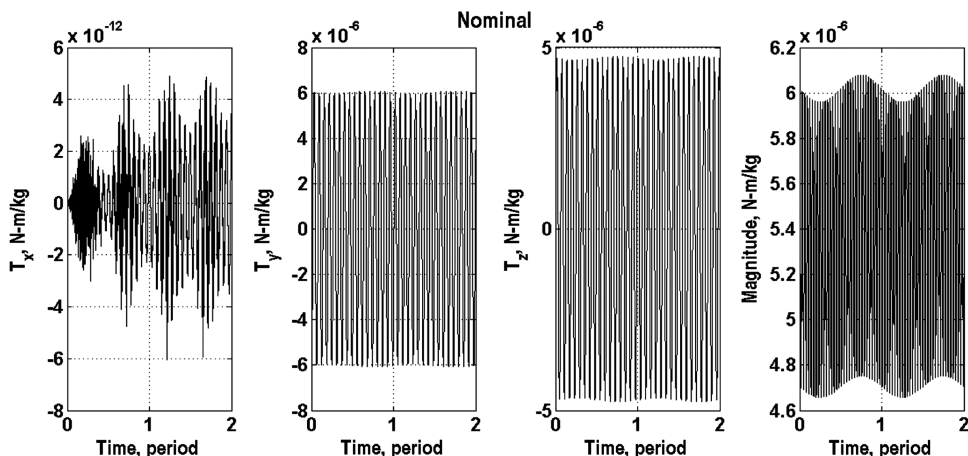 Nominal
x 10^-12
6
4
2
0
-2
-4
-6
-8
0 1 2
T_x, N-m/kg
Time, period
x 10^-6
8
6
4
2
0
-2
-4
-6
-8
0 1 2
T_y, N-m/kg
Time, period
x 10^-6
5
0
-5
0 1 2
T_z, N-m/kg
Time, period
x 10^-6
6.2
6
5.8
5.6
5.4
5.2
5
4.8
4.6
0 1 2
Magnitude, N-m/kg
Time, period